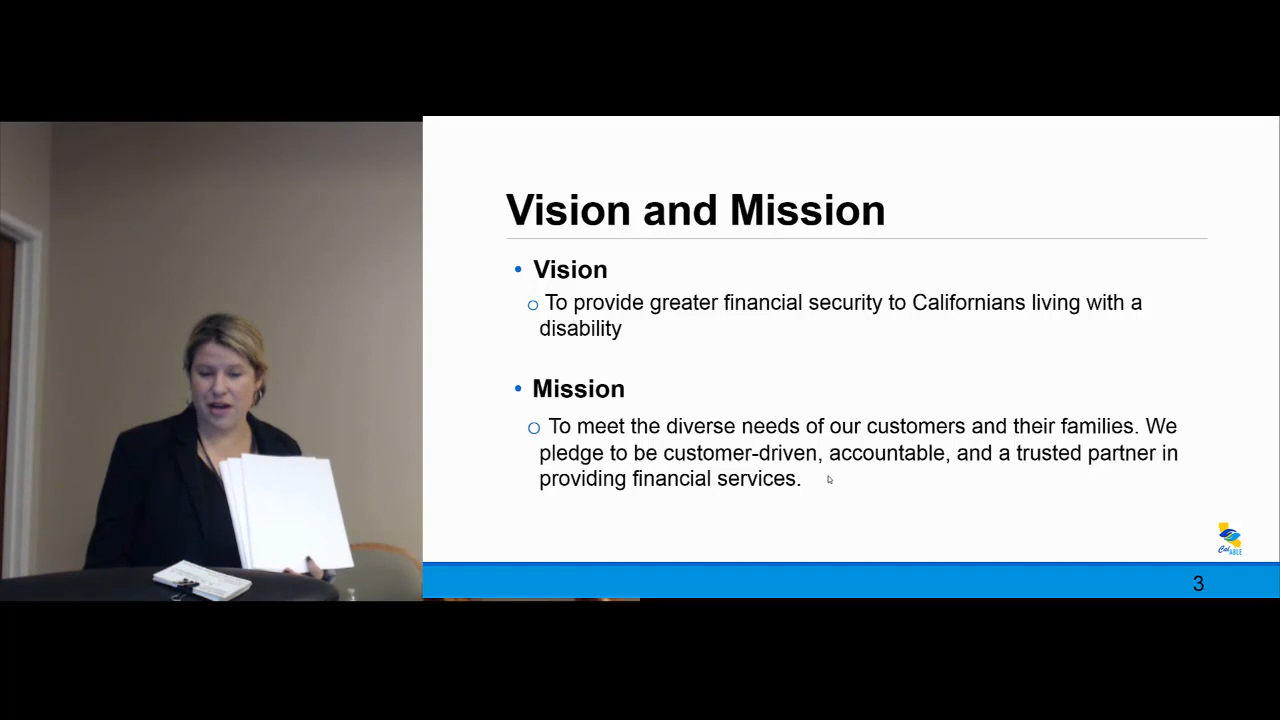 Vision and Mission
• Vision
o To provide greater financial security to Californians living with a
disability
• Mission
o To meet the diverse needs of our customers and their families. We
pledge to be customer-driven, accountable, and a trusted partner in
providing financial services.
CalABLE
3